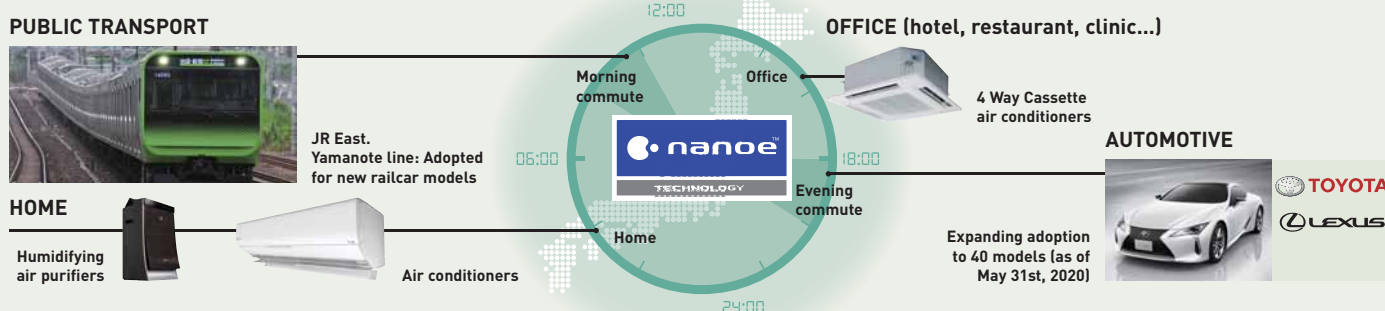 PUBLIC TRANSPORT
JR East.
Yamanote line: Adopted
for new railcar models
HOME
Humidifying
air purifiers
Air conditioners
12:00
Morning
commute
Office
06:00
nanoe™
TECHNOLOGY
18:00
Evening
commute
Home
24:00
OFFICE (hotel, restaurant, clinic...)
4 Way Cassette
air conditioners
AUTOMOTIVE
TOYOTA
LEXUS
Expanding adoption
to 40 models (as of
May 31st, 2020)